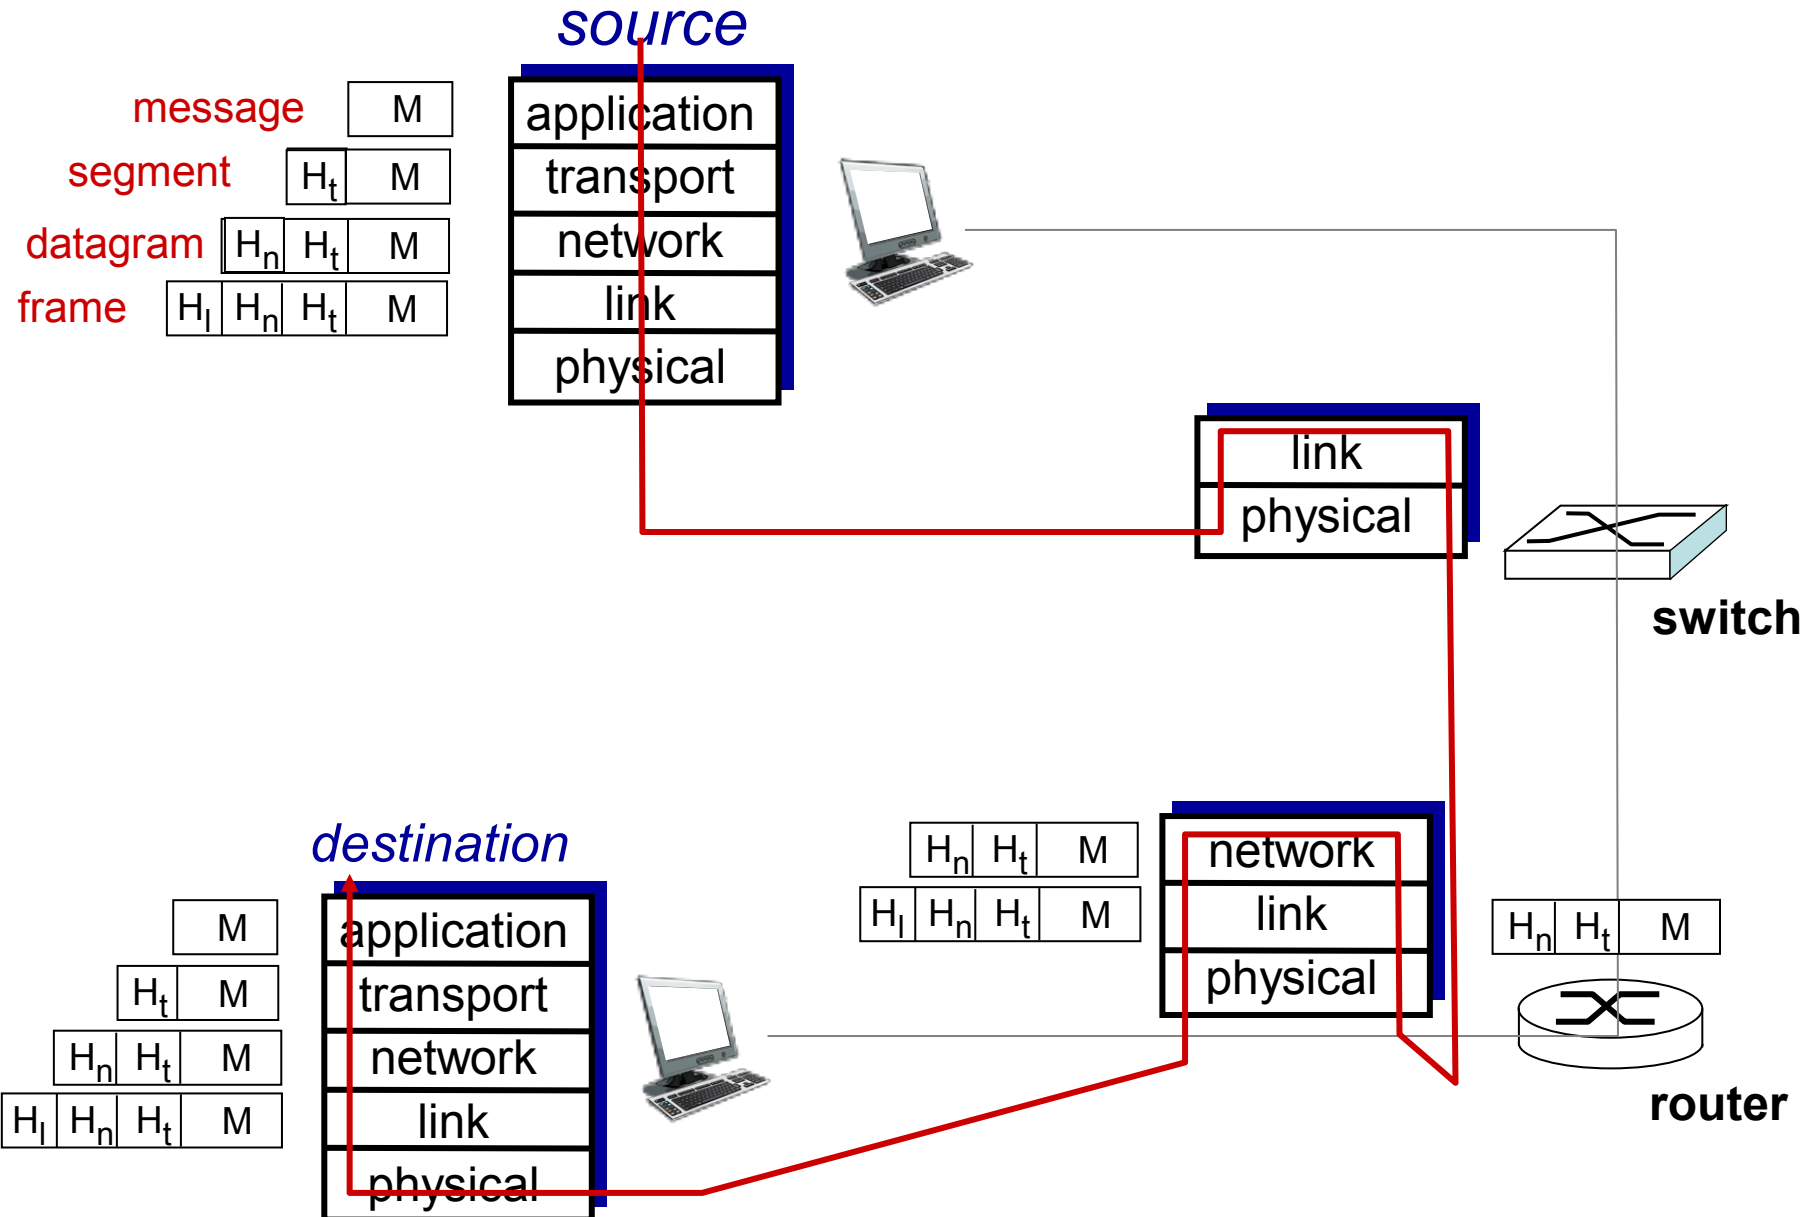 source
message M
application
segment Ht M
transport
datagram Hn Ht M
network
frame Hl Hn Ht M
link
physical
link
physical
switch
destination
Hn Ht M
network
Hl Hn Ht M
link
physical
Hn Ht M
router
M
application
Ht M
transport
Hn Ht M
network
Hl Hn Ht M
link
physical